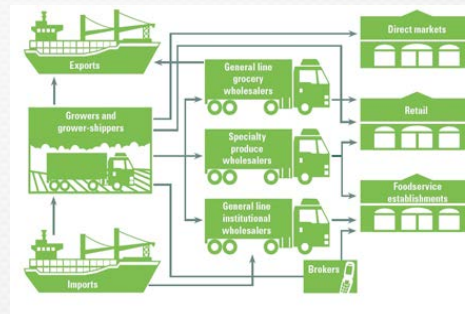 Exports
General line
grocery
wholesalers
Direct markets
Growers and
grower-shippers
Specialty
produce
wholesalers
Retail
General line
institutional
wholesalers
Foodservice
establishments
Imports
Brokers